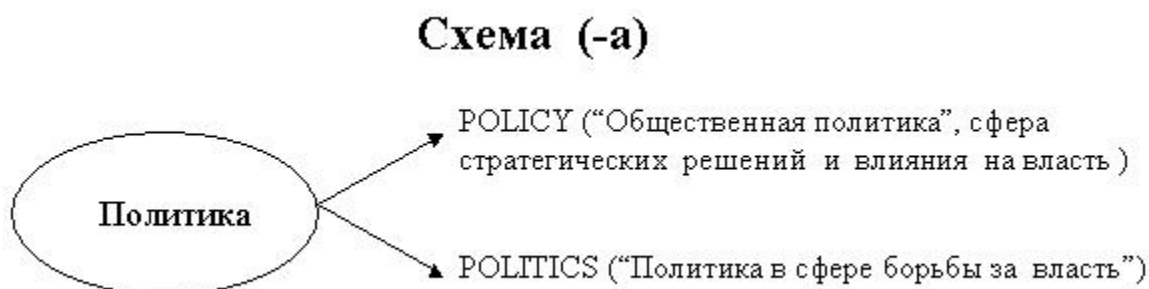 Схема (-а)
POLICY (“Общественная политика”, сфера
стратегических решений и влияния на власть )
Политика
POLITICS (“Политика в сфере борьбы за власть”)